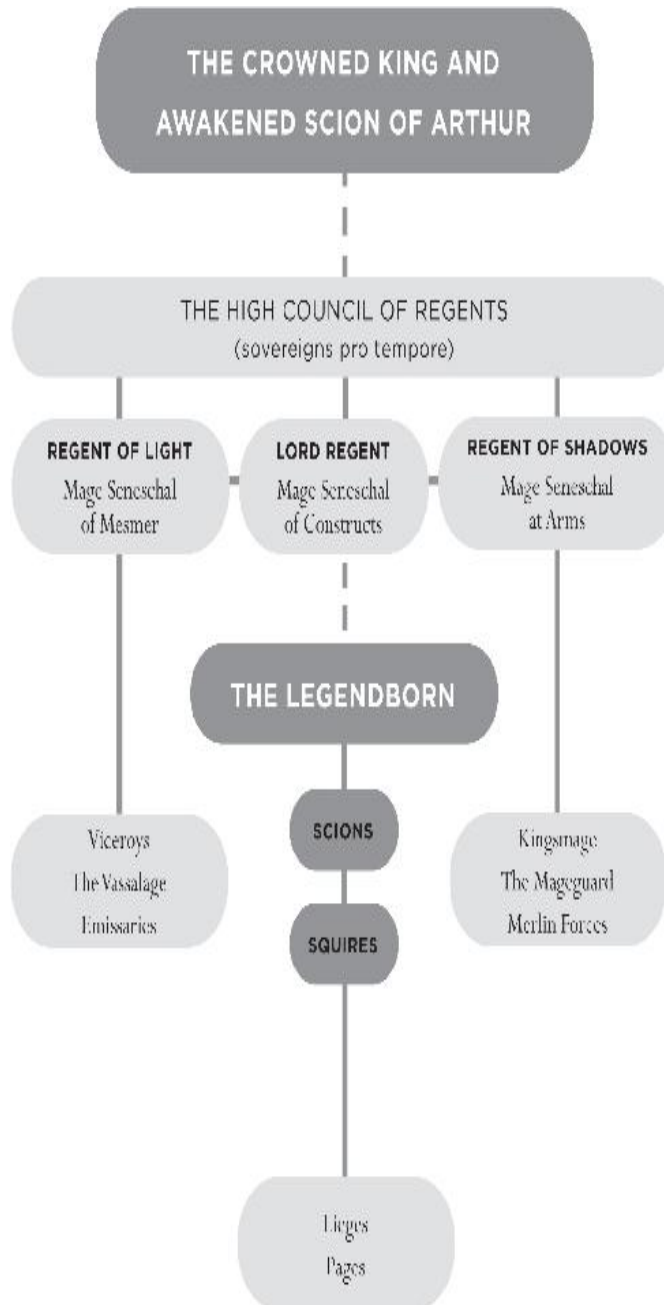 THE CROWNED KING AND
AWAKENED SCION OF ARTHUR
THE HIGH COUNCIL OF REGENTS
(sovereigns pro tempore)
REGENT OF LIGHT
Mage Seneschal
of Mesmer
LORD REGENT
Mage Seneschal
of Constructs
REGENT OF SHADOWS
Mage Seneschal
at Arms
THE LEGENDBORN
SCIONS
SQUIRES
Viceroys
The Vassalage
Emissaries
Kingsmage
The Mageguard
Merlin Forces
Lieges
Pages